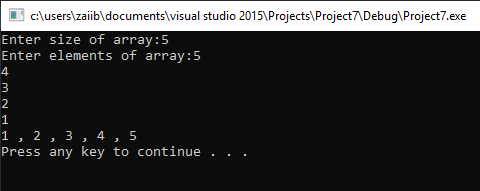 c:\users\zaiib\documents\visual studio 2015\Projects\Project7\Debug\Project7.exe
Enter size of array:5
Enter elements of array:5
4
3
2
1
1 , 2 , 3 , 4 , 5
Press any key to continue . . .